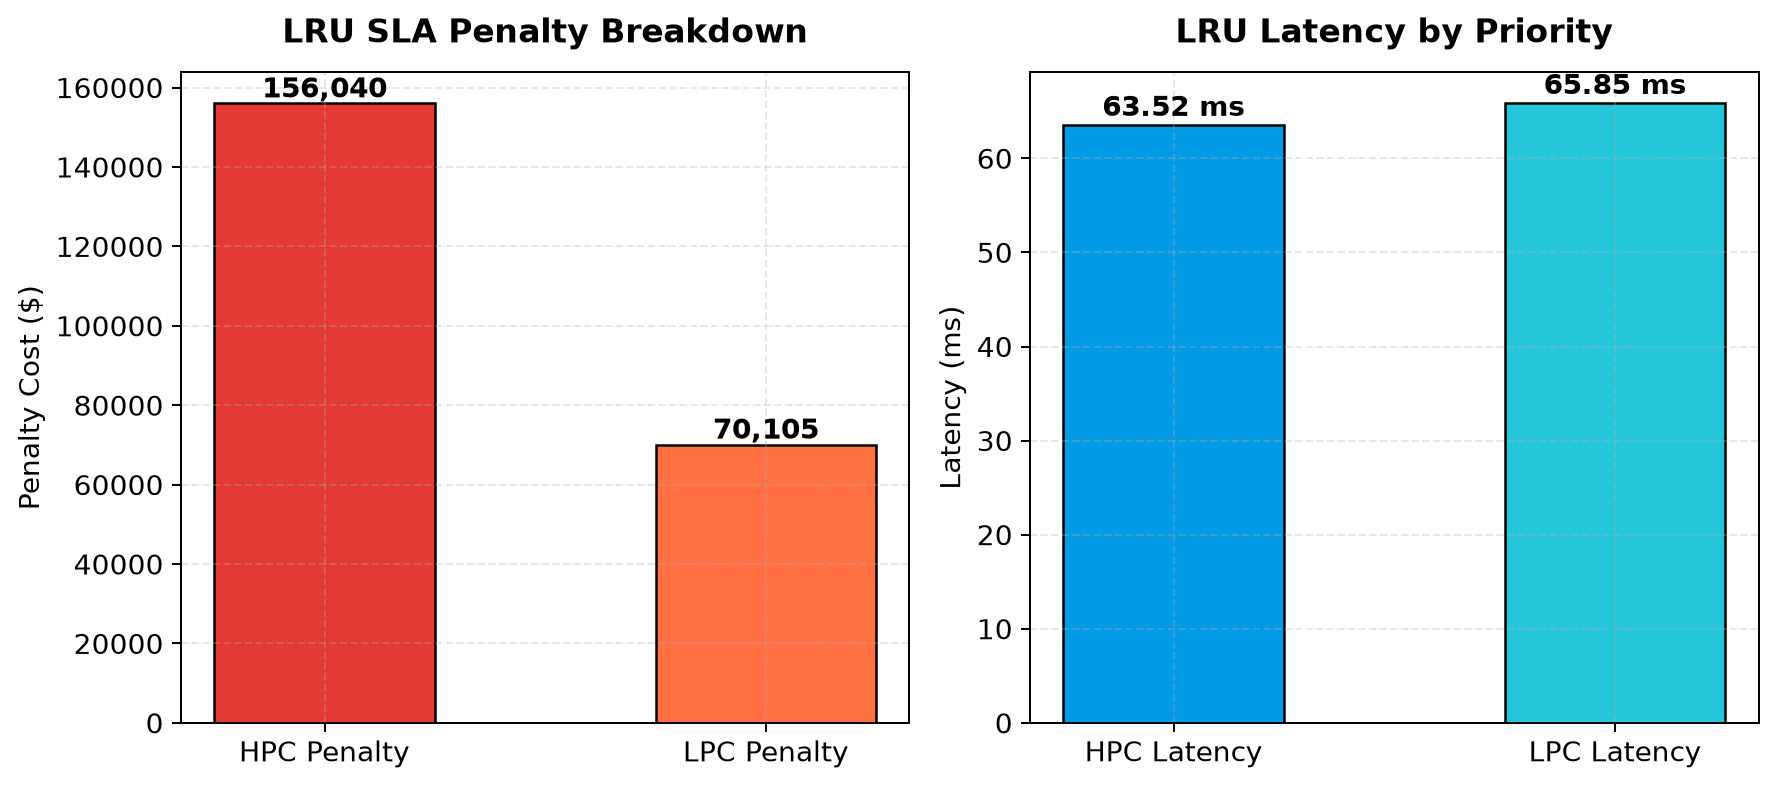 LRU SLA Penalty Breakdown
Penalty Cost ($)
160000
140000
120000
100000
80000
60000
40000
20000
0
156,040
70,105
HPC Penalty
LPC Penalty
LRU Latency by Priority
Latency (ms)
60
50
40
30
20
10
0
63.52 ms
65.85 ms
HPC Latency
LPC Latency